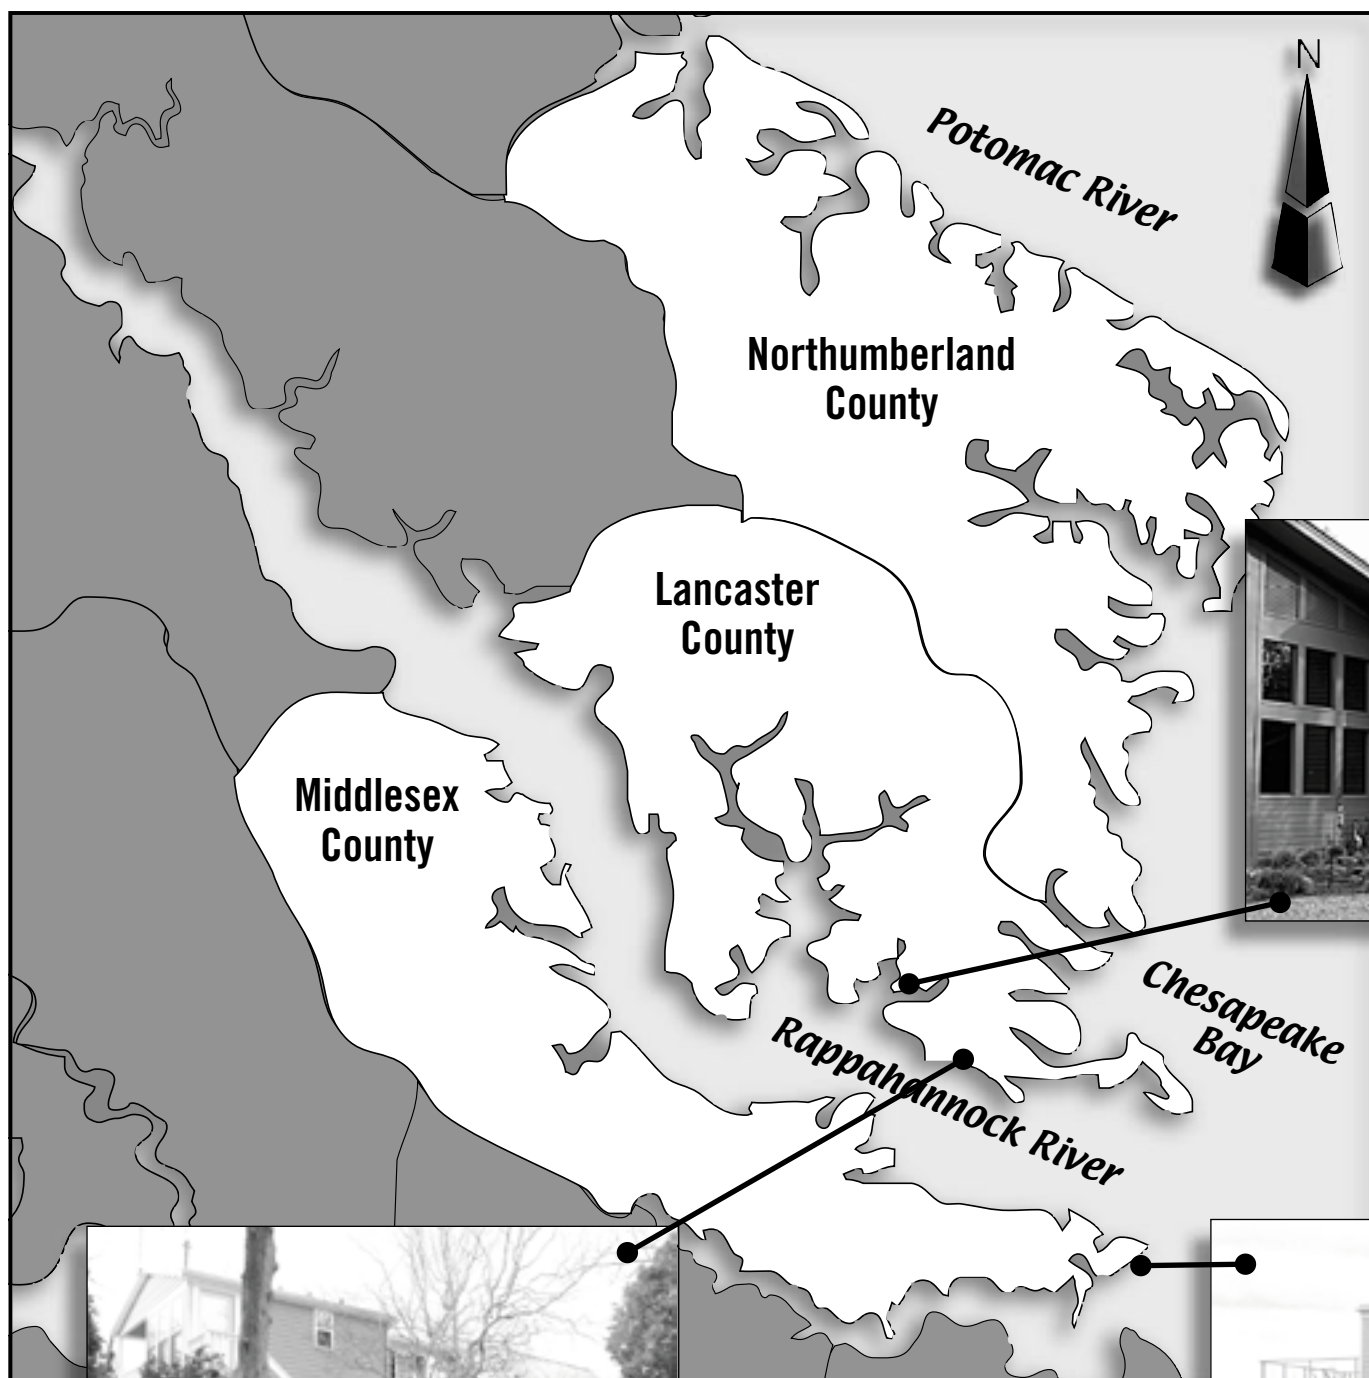 N
Potomac River
Northumberland
County
Lancaster
County
Middlesex
County
Chesapeake
Bay
Rappahannock River